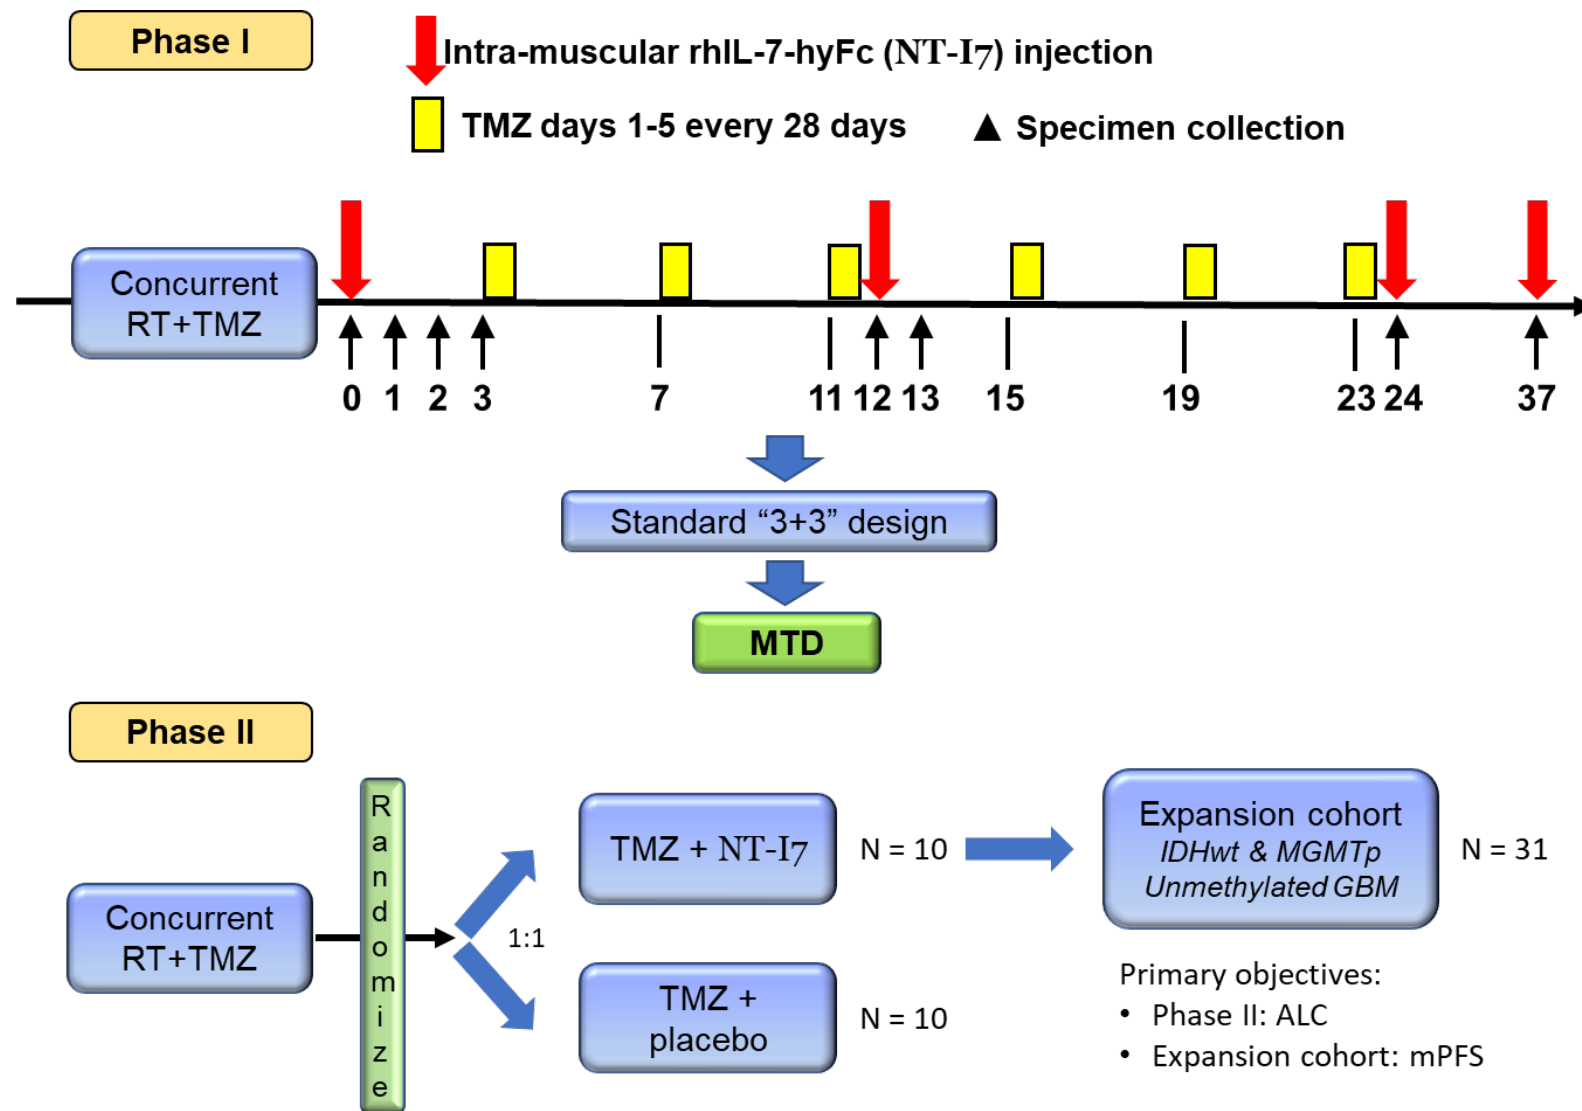 Phase I
Intra-muscular rhIL-7-hyFc (NT-I7) injection
TMZ days 1-5 every 28 days
Specimen collection
Concurrent
RT+TMZ
0 1 2 3 7 11 12 13 15 19 23 24 37
Standard “3+3” design
MTD
Phase II
Concurrent
RT+TMZ
Randomize
1:1
TMZ + NT-I7
N = 10
TMZ +
placebo
N = 10
Expansion cohort
IDHwt & MGMTp
Unmethylated GBM
N = 31
Primary objectives:
• Phase II: ALC
• Expansion cohort: mPFS